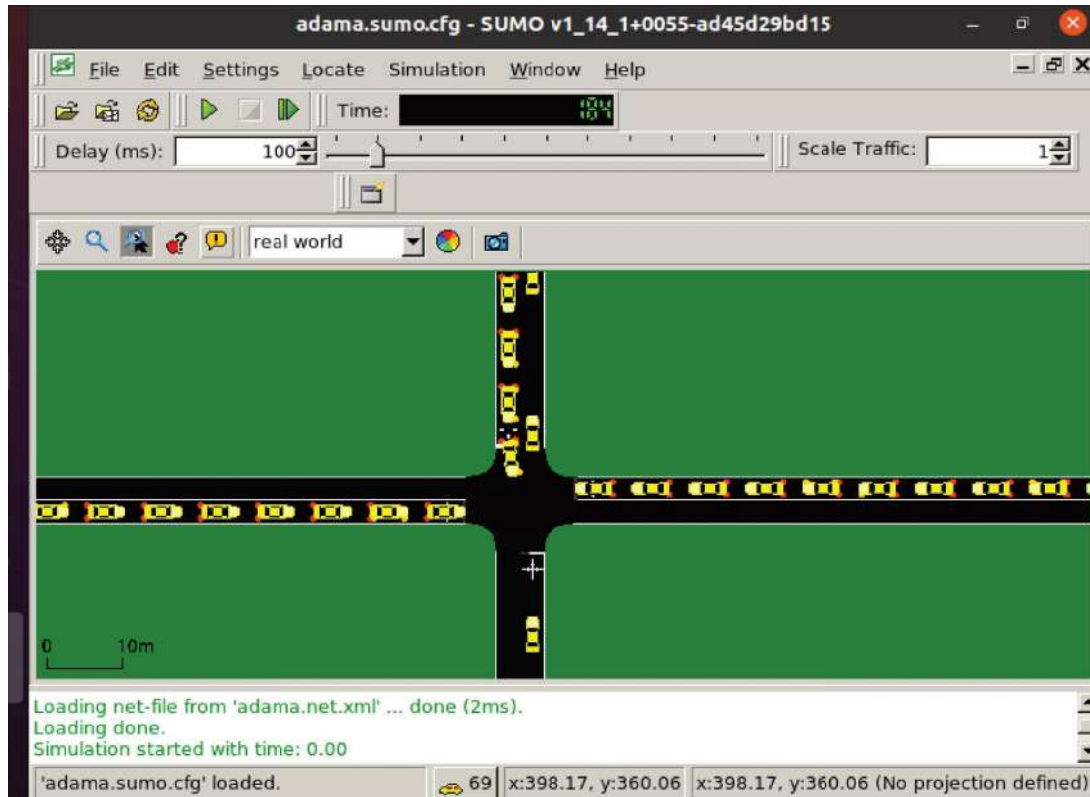 adama.sumo.cfg - SUMO v1_14_1+0055-ad45d29bd15
File Edit Settings Locate Simulation Window Help
Time: 184
Delay (ms): 100 Scale Traffic: 1
real world
0 10m
Loading net-file from 'adama.net.xml' ... done (2ms).
Loading done.
Simulation started with time: 0.00
'adama.sumo.cfg' loaded. 69 x:398.17, y:360.06 x:398.17, y:360.06 (No projection defined)